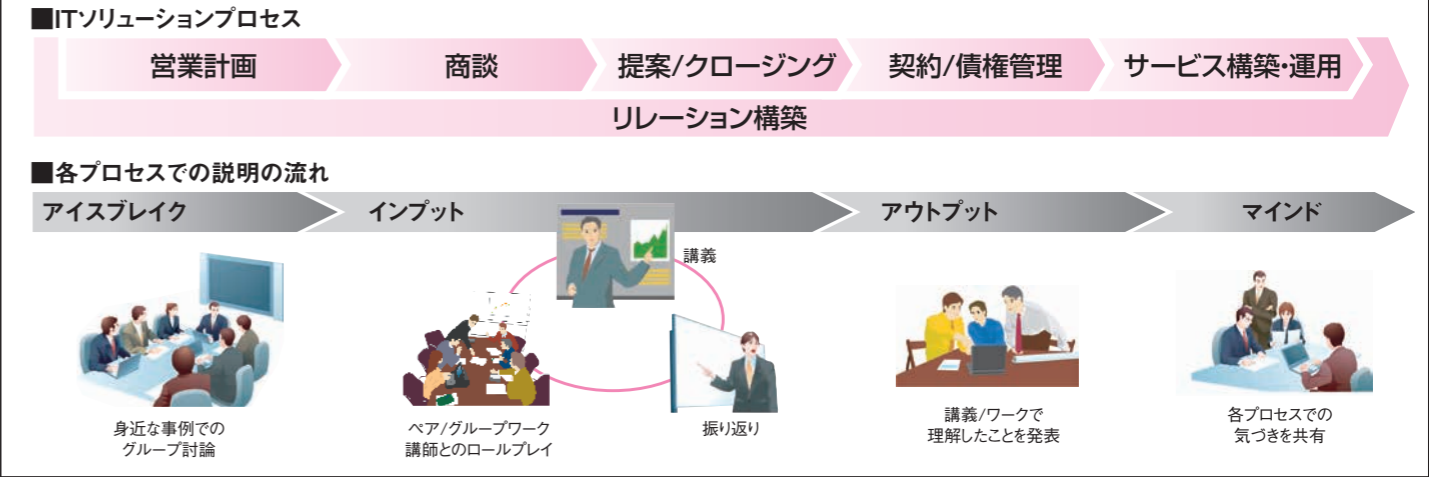 ■ITソリューションプロセス
営業計画
商談
提案/クロージング
契約/債権管理
サービス構築・運用
リレーション構築
■各プロセスでの説明の流れ
アイスブレイク
インプット
アウトプット
マインド
講義
身近な事例での
グループ討論
ペア/グループワーク
講師とのロールプレイ
振り返り
講義/ワークで
理解したことを発表
各プロセスでの
気づきを共有